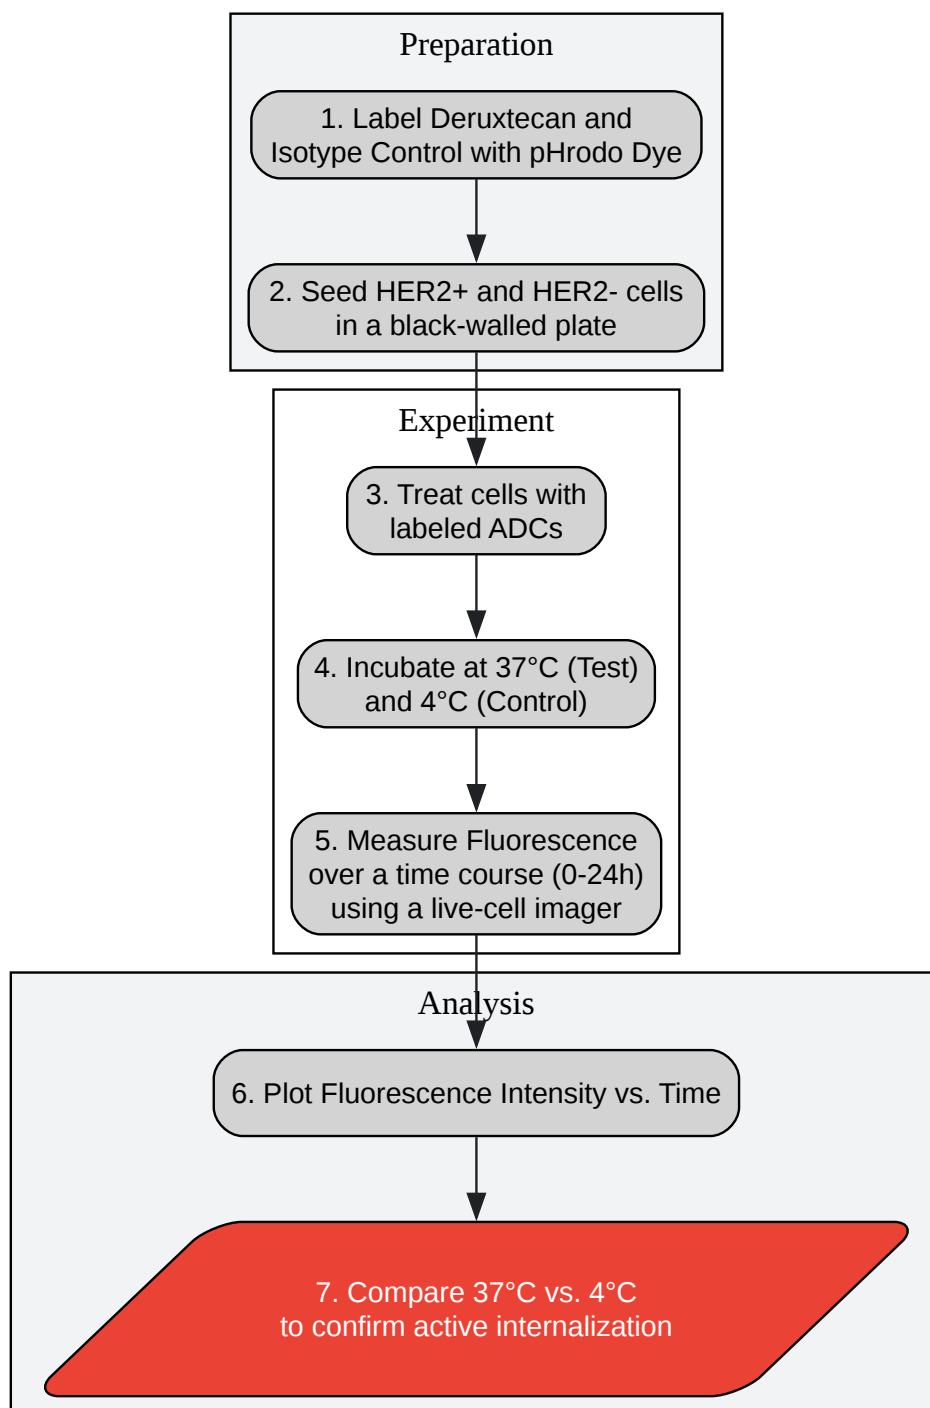 Preparation
1. Label Deruxtecan and
Isotype Control with pHrodo Dye
2. Seed HER2+ and HER2- cells
in a black-walled plate
Experiment
3. Treat cells with
labeled ADCs
4. Incubate at 37°C (Test)
and 4°C (Control)
5. Measure Fluorescence
over a time course (0-24h)
using a live-cell imager
Analysis
6. Plot Fluorescence Intensity vs. Time
7. Compare 37°C vs. 4°C
to confirm active internalization